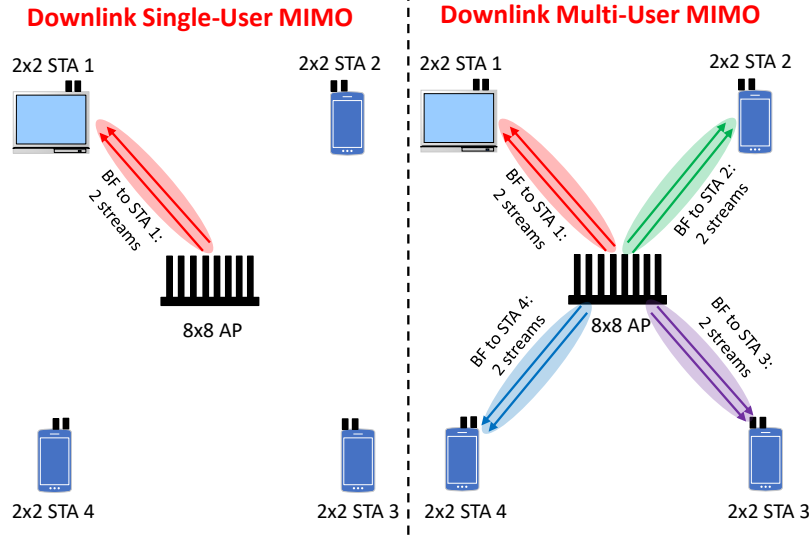 Downlink Single-User MIMO
2x2 STA 1
2x2 STA 2
BF to STA 1:
2 streams
8x8 AP
2x2 STA 4
2x2 STA 3
Downlink Multi-User MIMO
2x2 STA 1
2x2 STA 2
BF to STA 1:
2 streams
BF to STA 2:
2 streams
8x8 AP
BF to STA 4:
2 streams
BF to STA 3:
2 streams
2x2 STA 4
2x2 STA 3